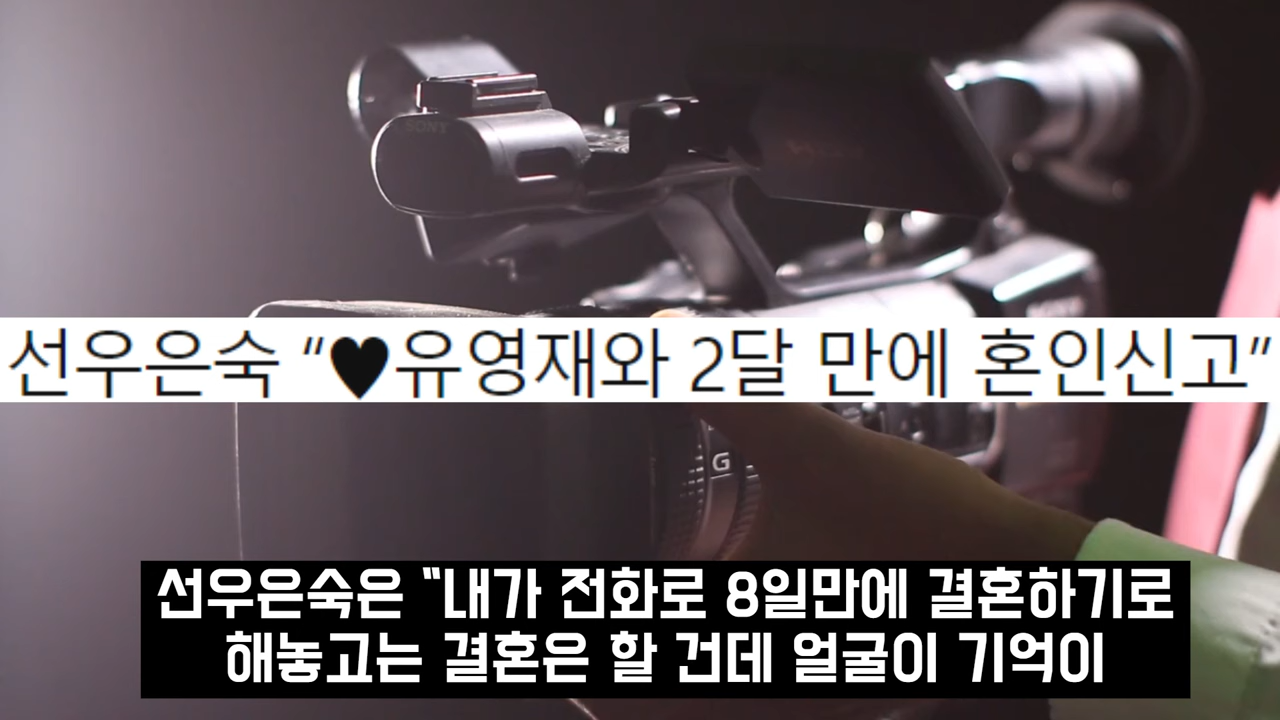 SONY
선우은숙 “♥유영재와 2달 만에 혼인신고”
G
선우은숙은 “내가 전화로 8일만에 결혼하기로
해놓고는 결혼은 할 건데 얼굴이 기억이